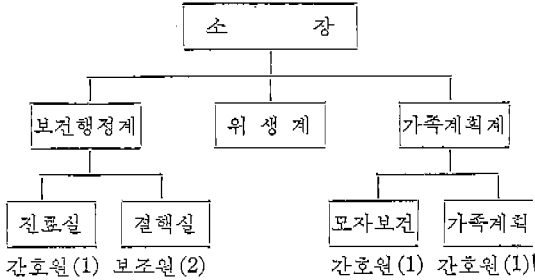 소 장
보건행정계 위 생 계 가족계획계
진료실 결핵실 모자보건 가족계획
간호원(1) 보조원(2) 간호원(1) 간호원(1)